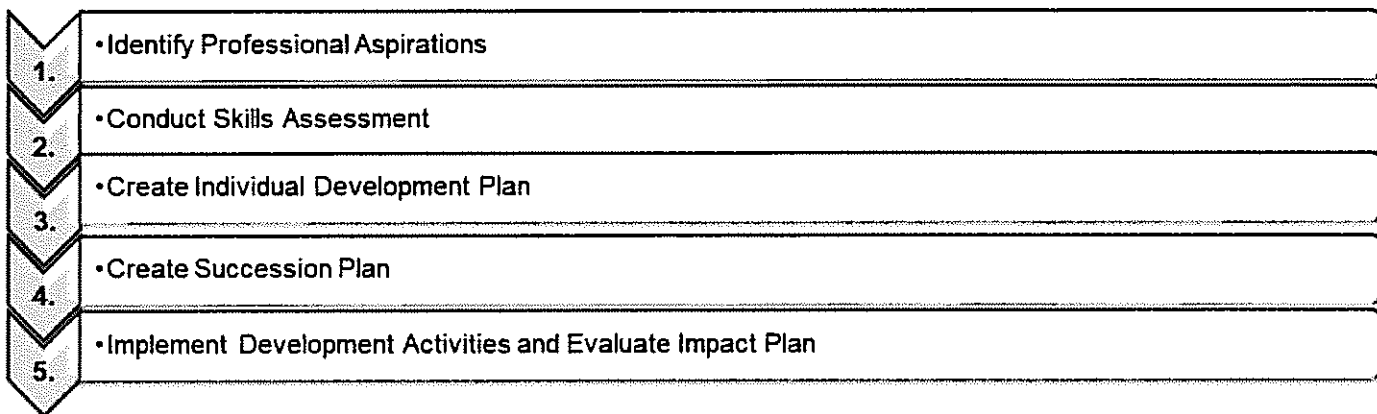 1. •Identify Professional Aspirations
2. •Conduct Skills Assessment
3. •Create Individual Development Plan
4. •Create Succession Plan
5. •Implement Development Activities and Evaluate Impact Plan